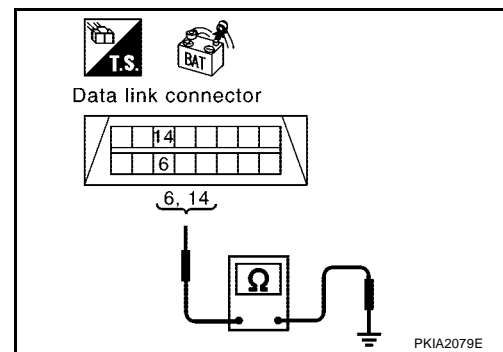 T.S.
BAT
Data link connector
14
6
6, 14
Ω
PKIA2079E